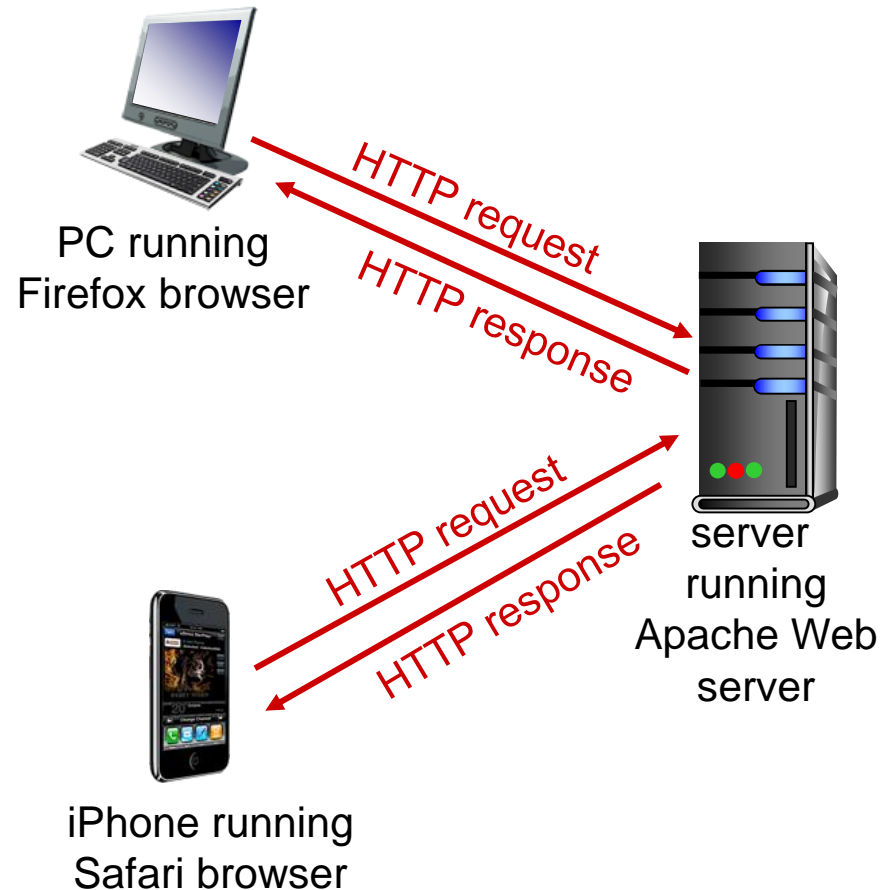 HTTP request
HTTP response
PC running
Firefox browser
HTTP request
HTTP response
server
running
Apache Web
server
iPhone running
Safari browser